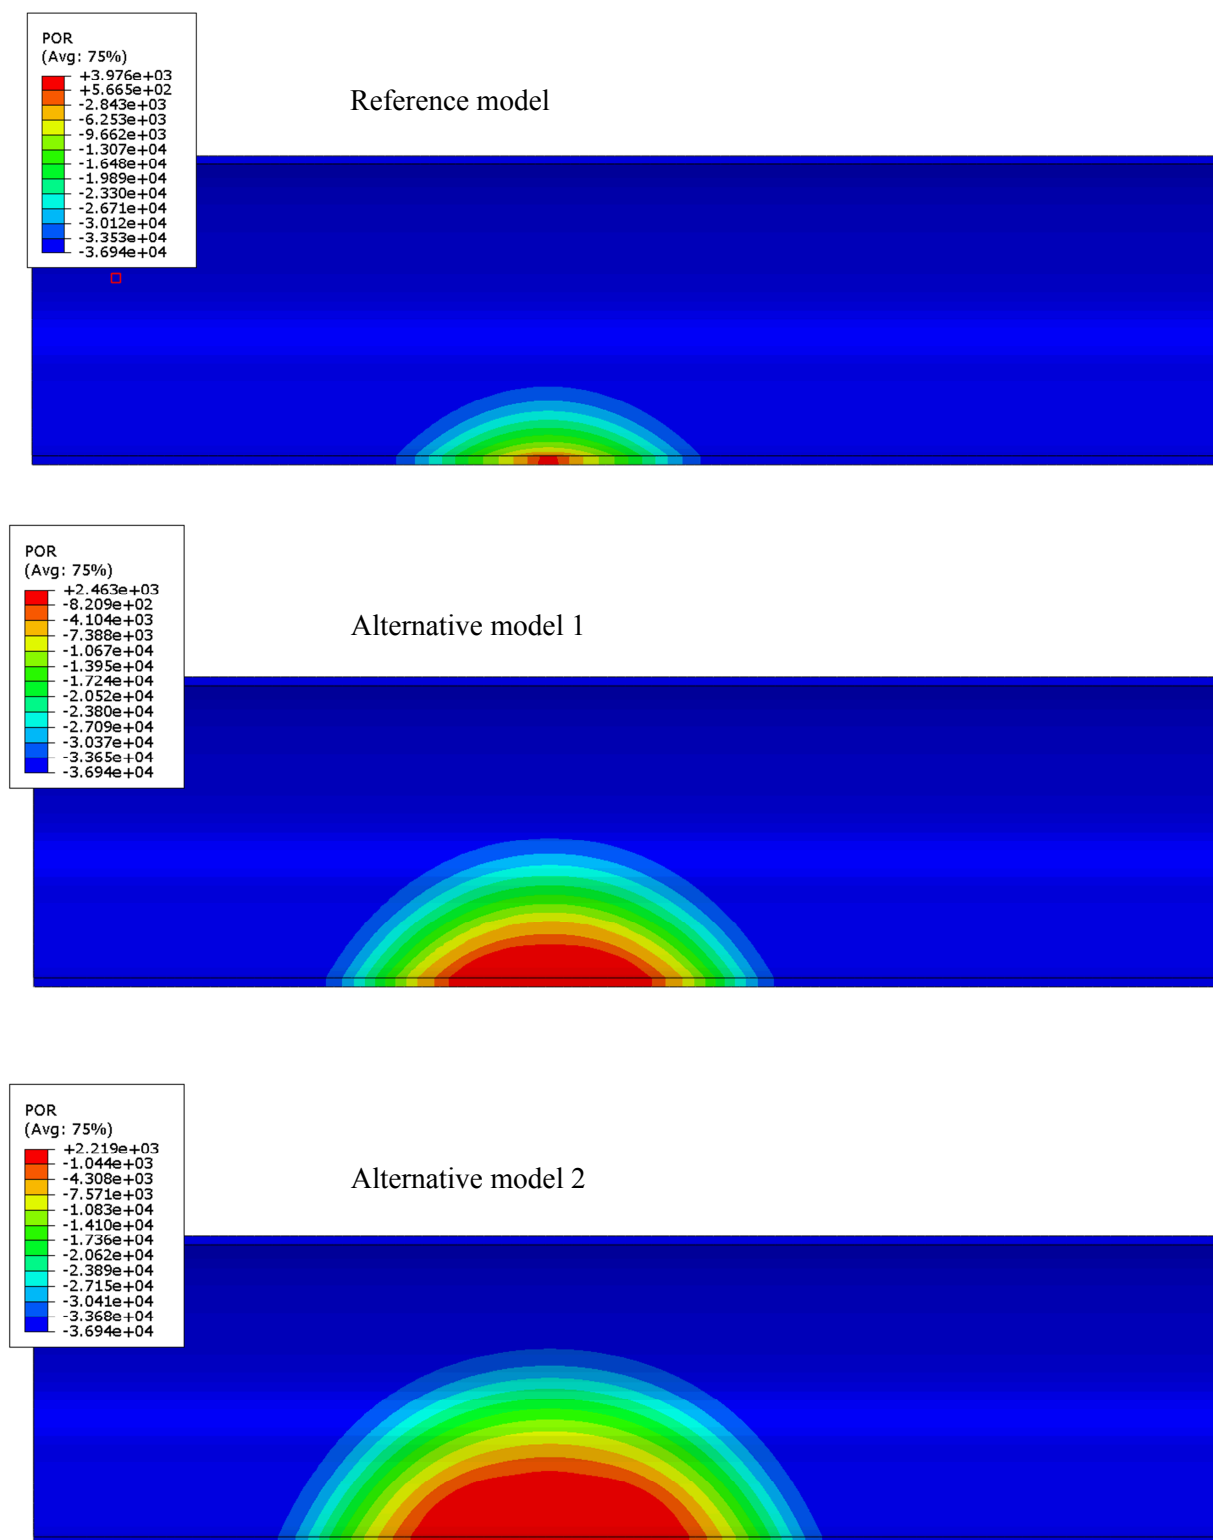 POR
(Avg: 75%)
+3.976e+03
+5.665e+02
-2.843e+03
-6.253e+03
-9.662e+03
-1.307e+04
-1.648e+04
-1.989e+04
-2.330e+04
-2.671e+04
-3.012e+04
-3.353e+04
-3.694e+04
Reference model
POR
(Avg: 75%)
+2.463e+03
-8.209e+02
-4.104e+03
-7.388e+03
-1.067e+04
-1.395e+04
-1.724e+04
-2.052e+04
-2.380e+04
-2.709e+04
-3.037e+04
-3.365e+04
-3.694e+04
Alternative model 1
POR
(Avg: 75%)
+2.219e+03
-1.044e+03
-4.308e+03
-7.571e+03
-1.083e+04
-1.410e+04
-1.736e+04
-2.062e+04
-2.389e+04
-2.715e+04
-3.041e+04
-3.368e+04
-3.694e+04
Alternative model 2